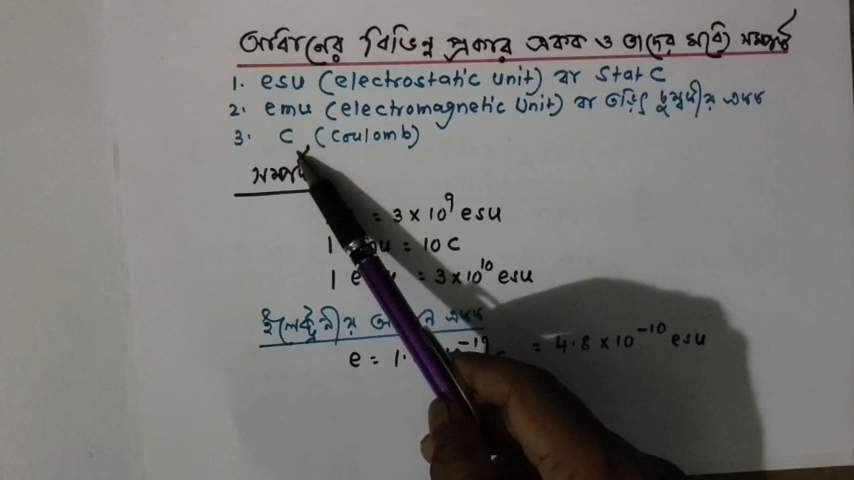 আধানের বিভিন্ন প্রকার একক ও তাদের মধ্যে সম্পর্ক
1. esu (electrostatic unit) বা Stat C
2. emu (electromagnetic unit) বা তড়িৎ চুম্বকীয় একক
3. C (Coulomb)
= 3 × 10⁹ esu
1 = 10 C
1 e = 3 × 10¹⁰ esu
ইলেকট্রনীয় একক
e = 1. = 4.8 × 10⁻¹⁰ esu